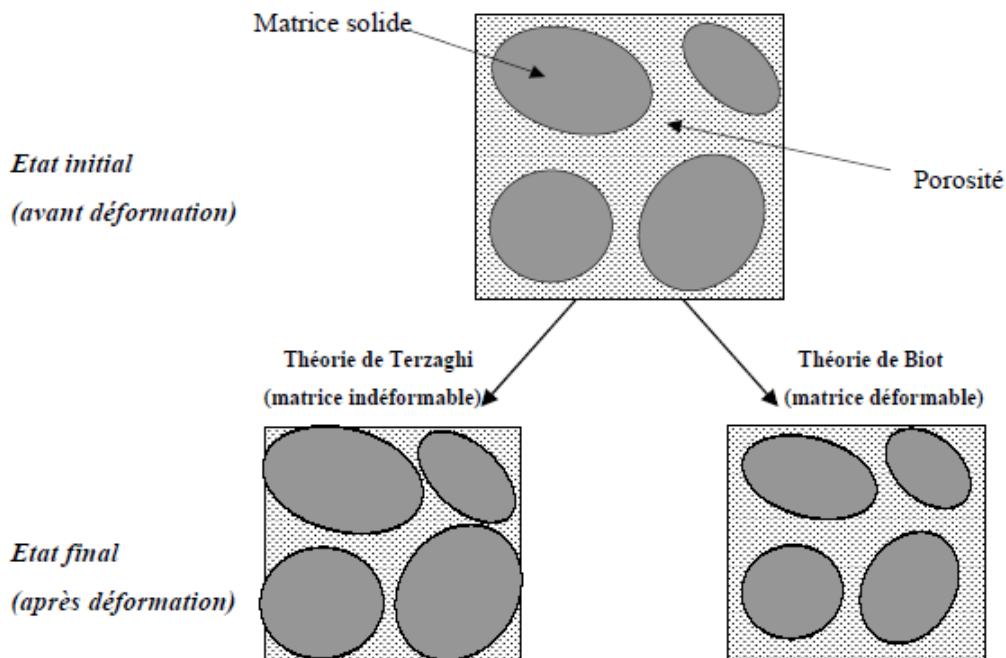 Matrice solide
Etat initial
(avant déformation)
Porosité
Théorie de Terzaghi
(matrice indéformable)
Théorie de Biot
(matrice déformable)
Etat final
(après déformation)